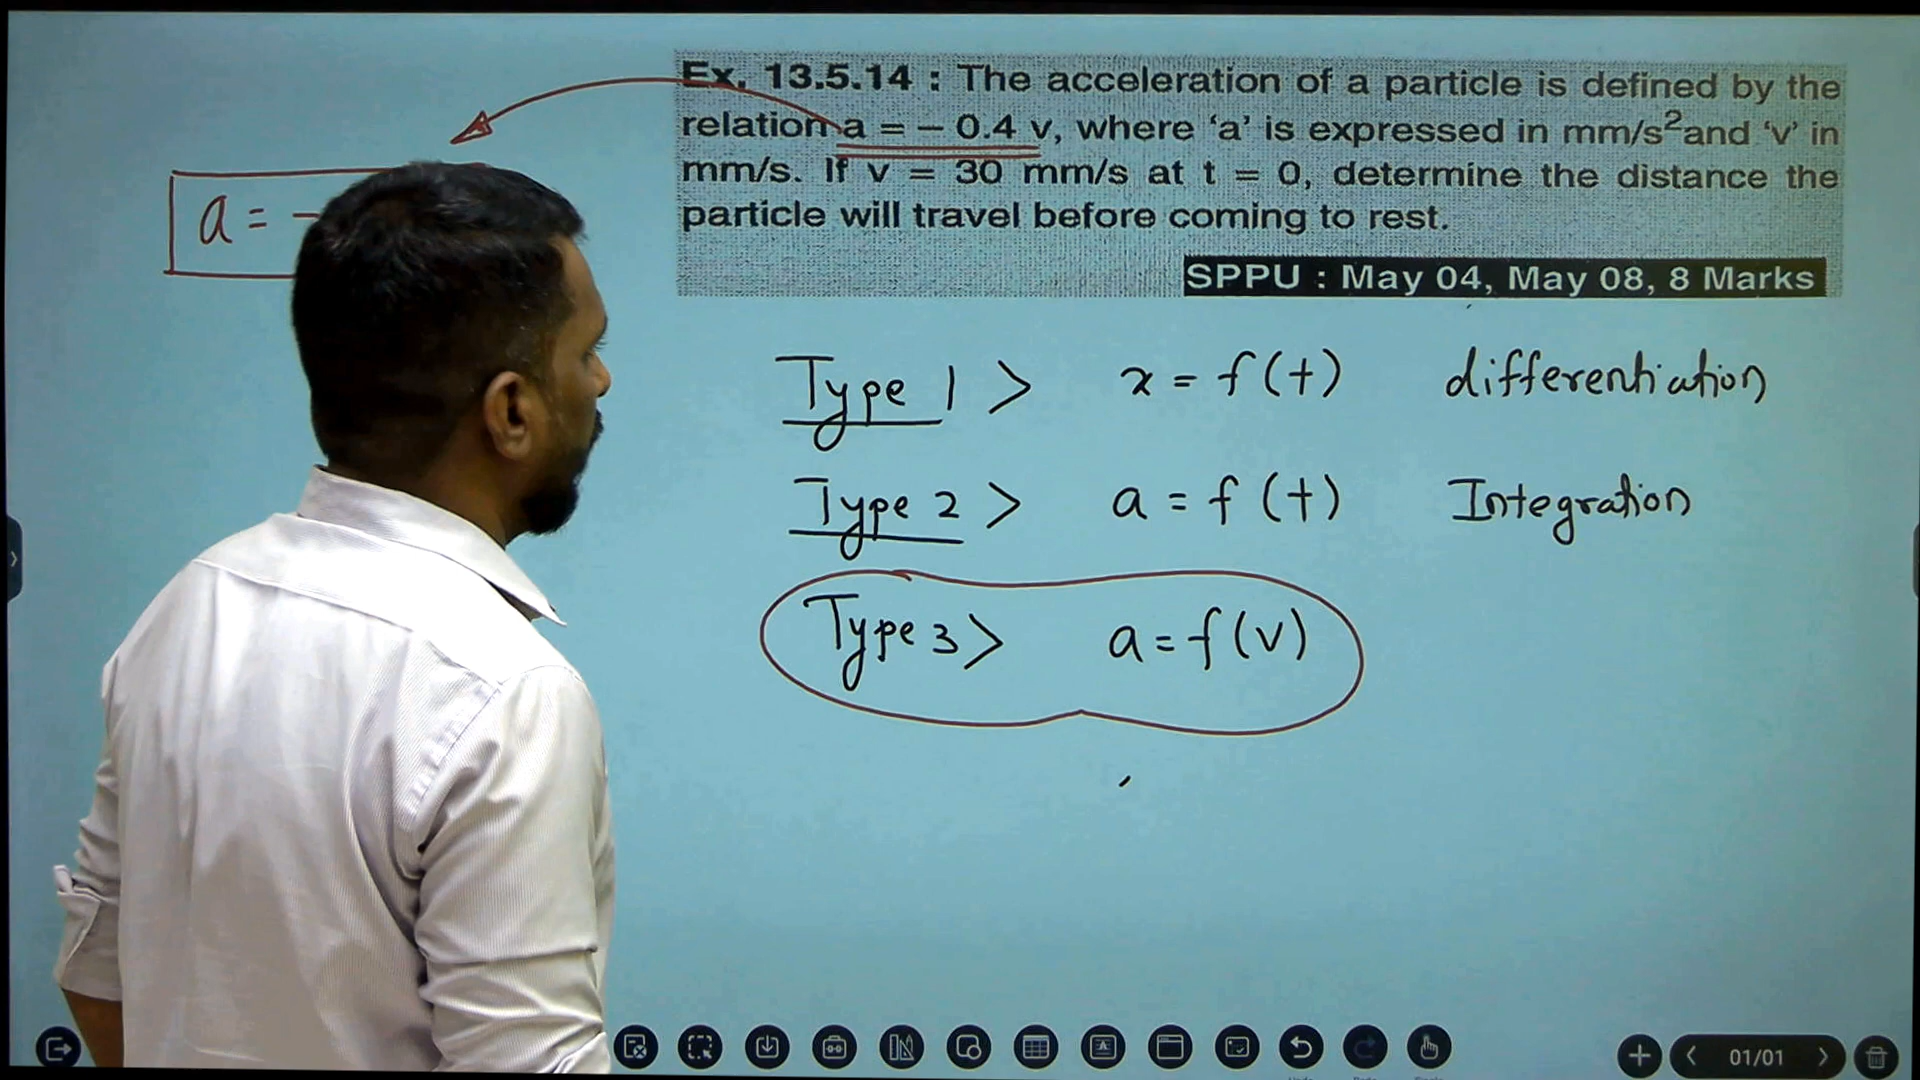 Ex. 13.5.14 : The acceleration of a particle is defined by the
relation a = – 0.4 v, where ‘a’ is expressed in mm/s² and ‘v’ in
mm/s. If v = 30 mm/s at t = 0, determine the distance the
particle will travel before coming to rest.
SPPU : May 04, May 08, 8 Marks
a = -
Type 1 > x = f(t) differentiation
Type 2 > a = f (t) Integration
Type 3 > a = f(v)
01/01